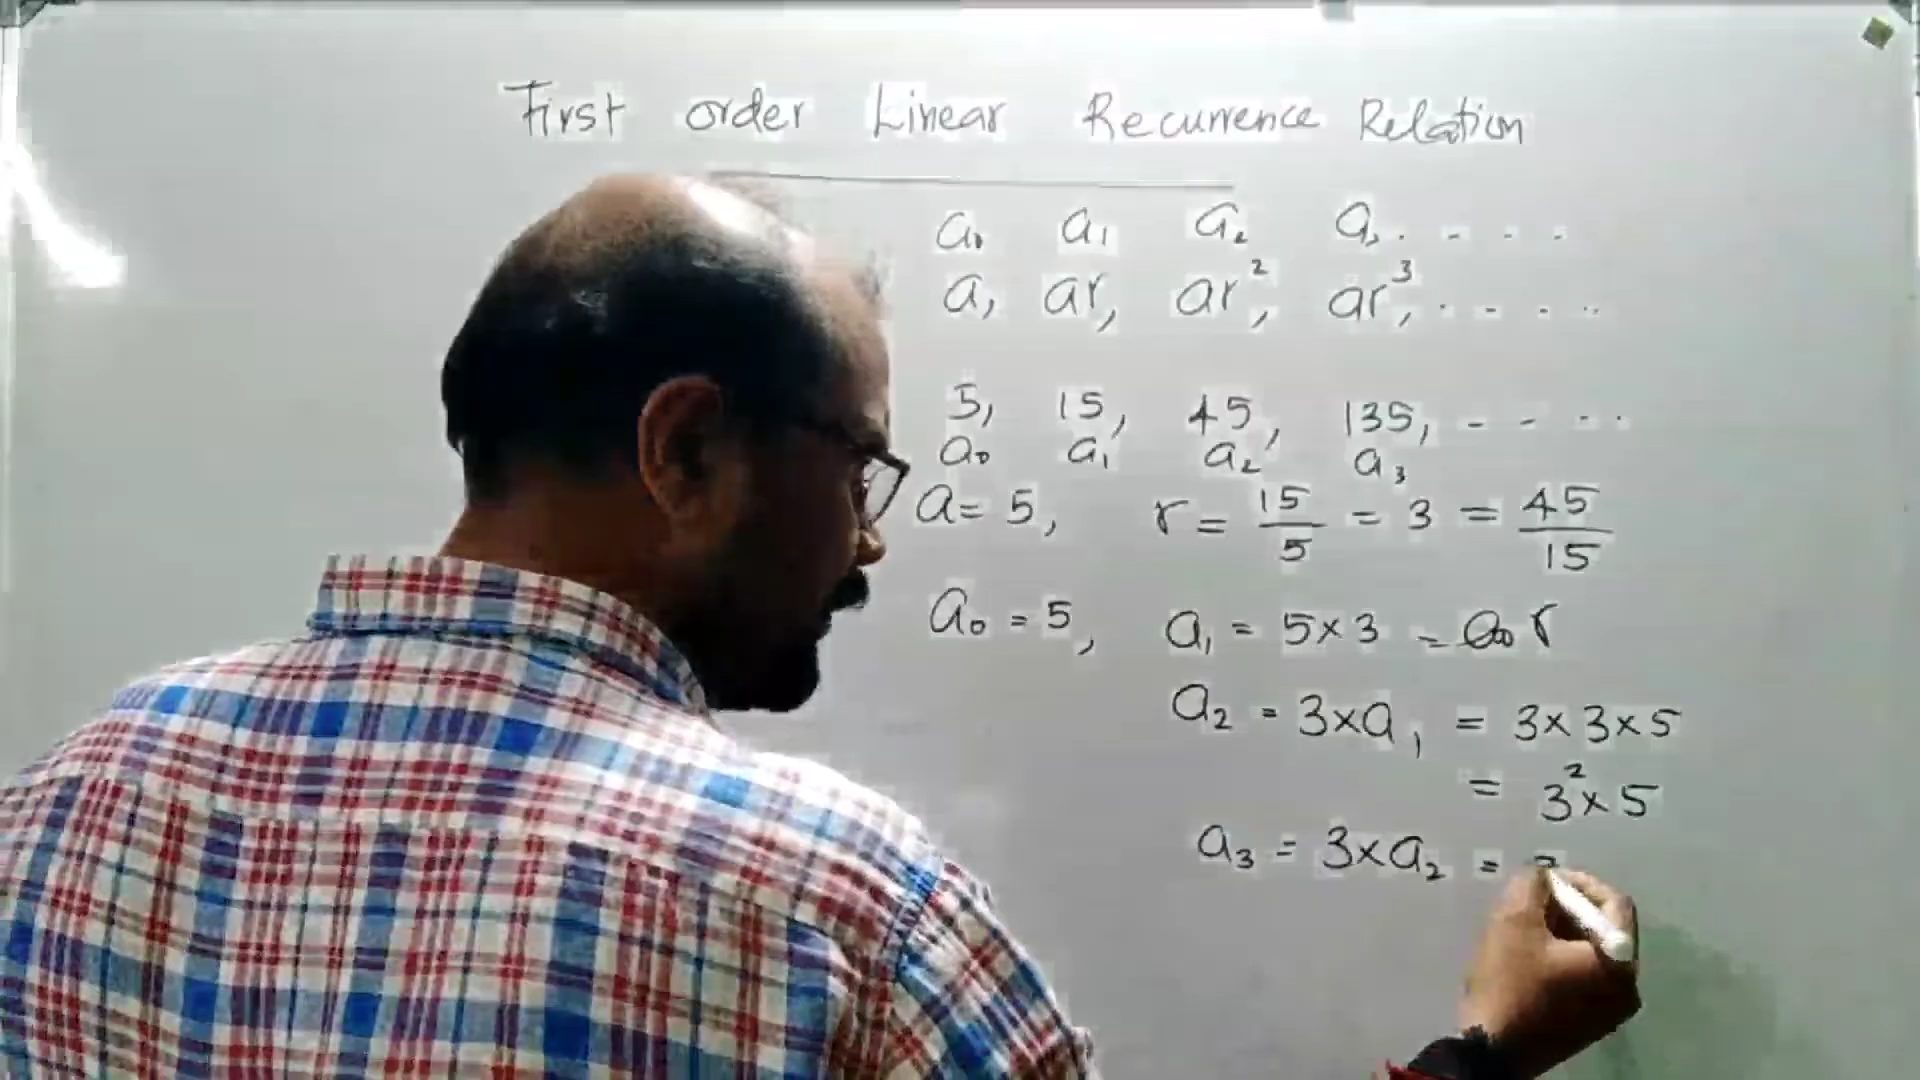 First order Linear Recurrence Relation
a₀ a₁ a₂ a₃ . - - - -
a, ar, ar², ar³, . - - . ..
5, 15, 45, 135, - - - ..
a₀ a₁ a₂ a₃
a = 5, r = 15/5 = 3 = 45/15
a₀ = 5, a₁ = 5×3 = a₀ r
a₂ = 3×a₁ = 3×3×5
= 3²×5
a₃ = 3×a₂ =